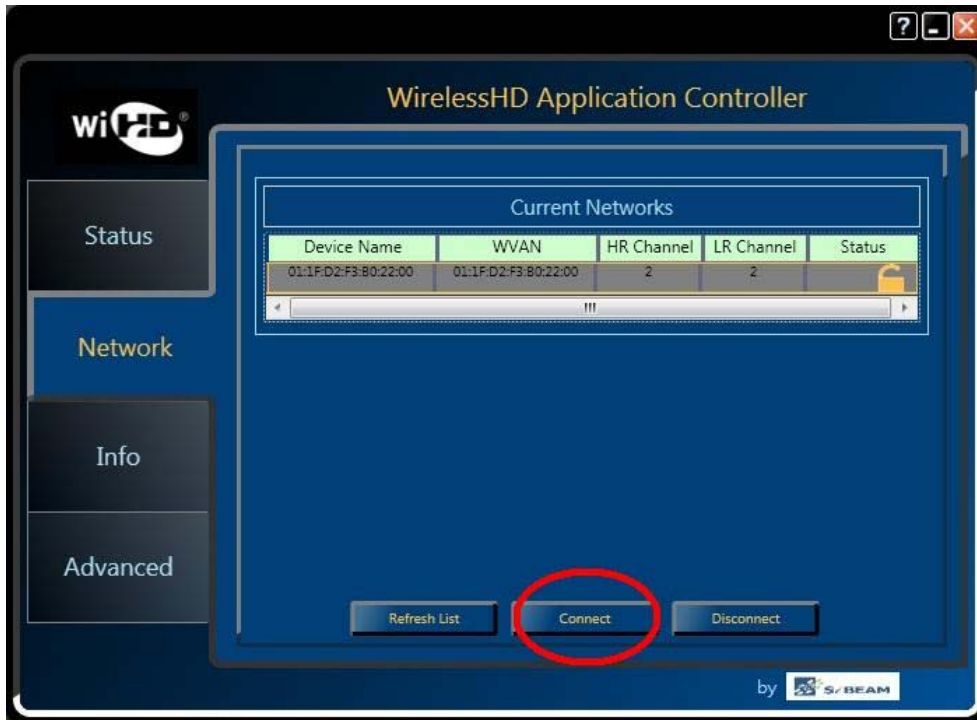 ?
WirelessHD Application Controller
wiHD®
Status
Network
Info
Advanced
Current Networks
Device Name WVAN HR Channel LR Channel Status
01:1F:D2:F3:B0:22:00 01:1F:D2:F3:B0:22:00 2 2
Refresh List Connect Disconnect
by SiBEAM